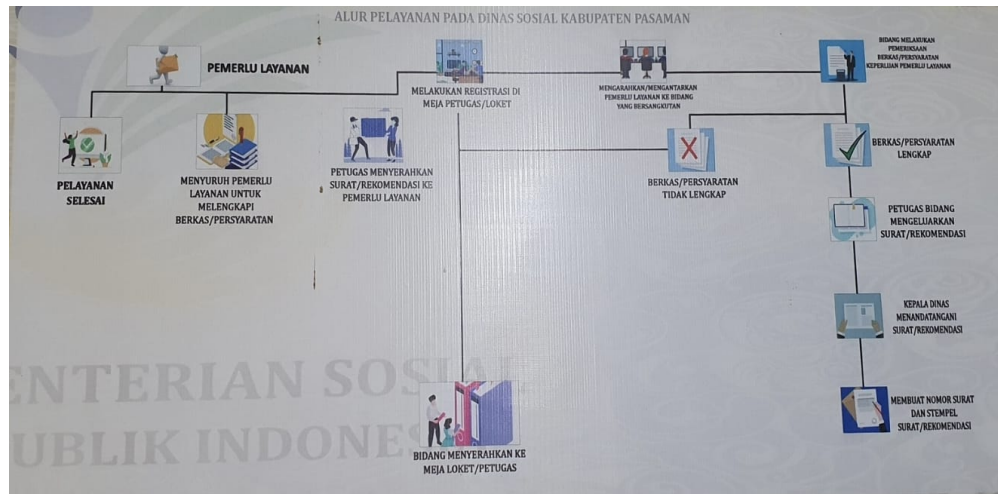 ALUR PELAYANAN PADA DINAS SOSIAL KABUPATEN PASAMAN
PEMERLU LAYANAN
MELAKUKAN REGISTRASI DI
MEJA PETUGAS/LOKET
MENGARAHKAN/MENGANTARKAN
PEMERLU LAYANAN KE BIDANG
YANG BERSANGKUTAN
BIDANG MELAKUKAN
PEMERIKSAAN
BERKAS/PERSYARATAN
KEPERLUAN PEMERLU LAYANAN
PELAYANAN
SELESAI
MENYURUH PEMERLU
LAYANAN UNTUK
MELENGKAPI
BERKAS/PERSYARATAN
PETUGAS MENYERAHKAN
SURAT/REKOMENDASI KE
PEMERLU LAYANAN
BERKAS/PERSYARATAN
TIDAK LENGKAP
BERKAS/PERSYARATAN
LENGKAP
PETUGAS BIDANG
MENGELUARKAN
SURAT/REKOMENDASI
KEPALA DINAS
MENANDATANGANI
SURAT/REKOMENDASI
MEMBUAT NOMOR SURAT
DAN STEMPEL
SURAT/REKOMENDASI
BIDANG MENYERAHKAN KE
MEJA LOKET/PETUGAS
ENTERIAN SOSIAL
UBLIK INDONES